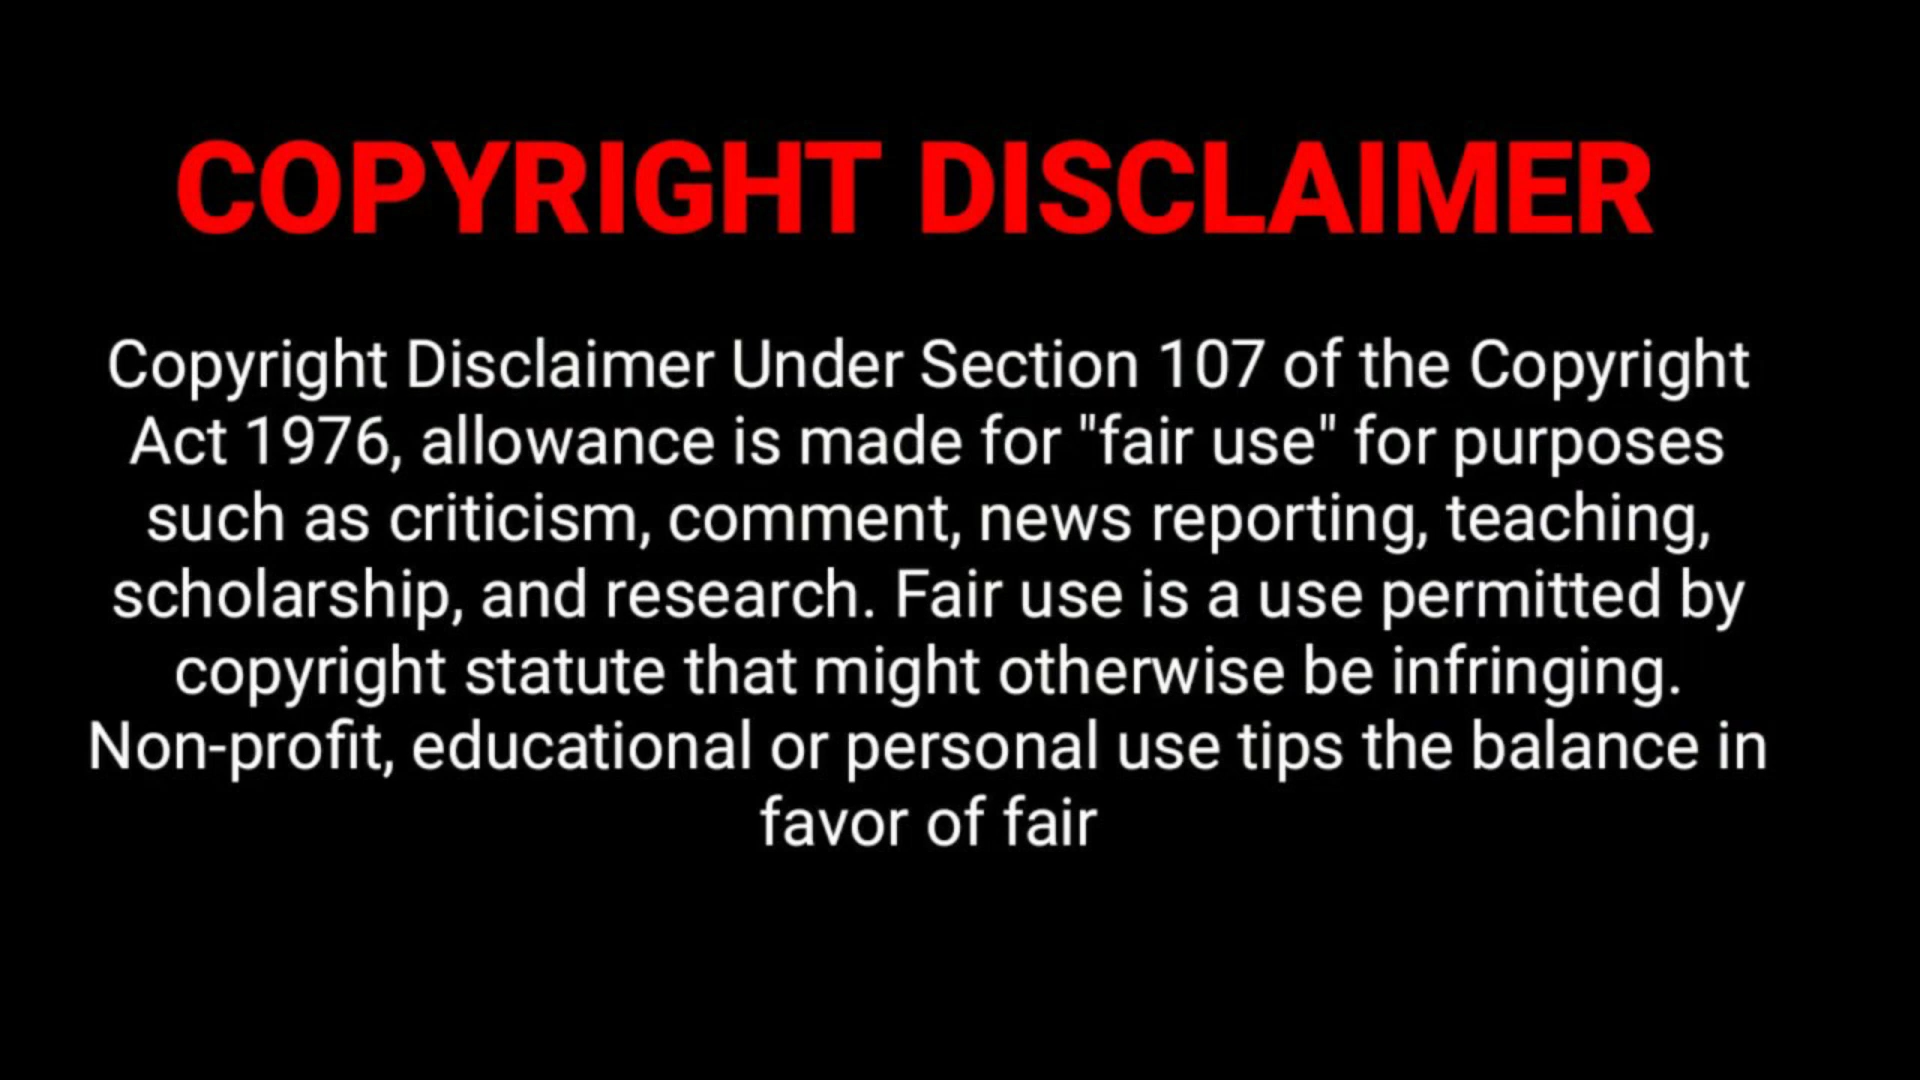 COPYRIGHT DISCLAIMER
Copyright Disclaimer Under Section 107 of the Copyright
Act 1976, allowance is made for "fair use" for purposes
such as criticism, comment, news reporting, teaching,
scholarship, and research. Fair use is a use permitted by
copyright statute that might otherwise be infringing.
Non-profit, educational or personal use tips the balance in
favor of fair